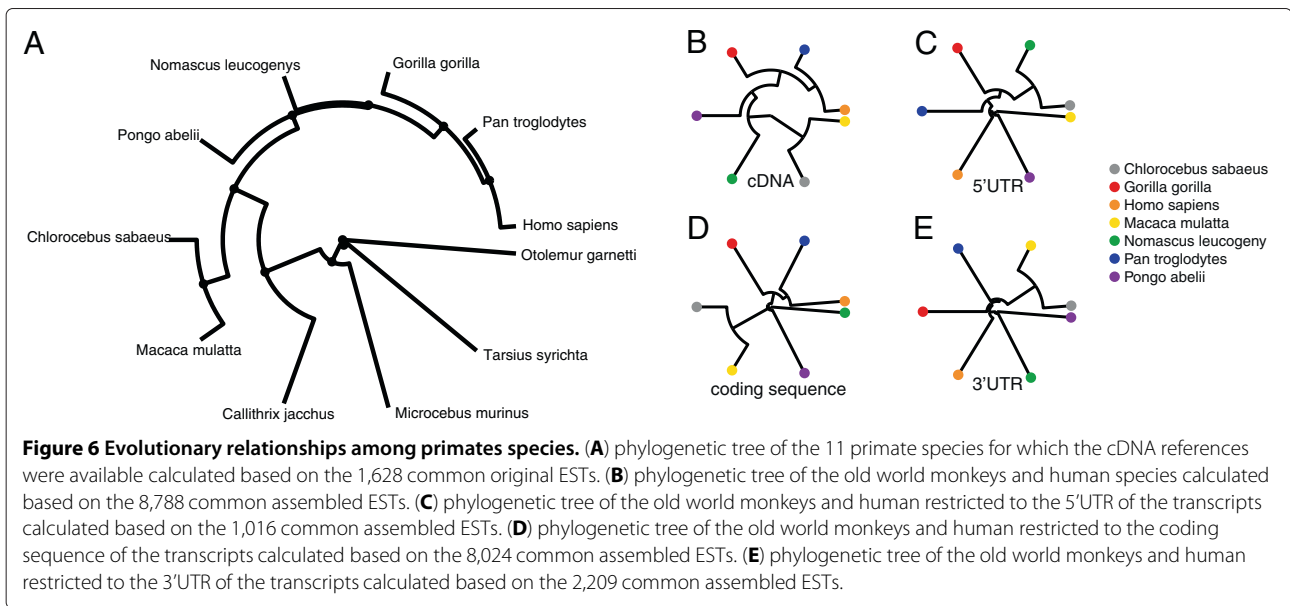 A
Nomascus leucogenys
Gorilla gorilla
Pongo abelii
Pan troglodytes
Chlorocebus sabaeus
Homo sapiens
Otolemur garnetti
Macaca mulatta
Tarsius syrichta
Callithrix jacchus
Microcebus murinus
B
cDNA
C
5'UTR
D
coding sequence
E
3'UTR
Chlorocebus sabaeus
Gorilla gorilla
Homo sapiens
Macaca mulatta
Nomascus leucogeny
Pan troglodytes
Pongo abelii
Figure 6 Evolutionary relationships among primates species. (A) phylogenetic tree of the 11 primate species for which the cDNA references
were available calculated based on the 1,628 common original ESTs. (B) phylogenetic tree of the old world monkeys and human species calculated
based on the 8,788 common assembled ESTs. (C) phylogenetic tree of the old world monkeys and human restricted to the 5'UTR of the transcripts
calculated based on the 1,016 common assembled ESTs. (D) phylogenetic tree of the old world monkeys and human restricted to the coding
sequence of the transcripts calculated based on the 8,024 common assembled ESTs. (E) phylogenetic tree of the old world monkeys and human
restricted to the 3'UTR of the transcripts calculated based on the 2,209 common assembled ESTs.